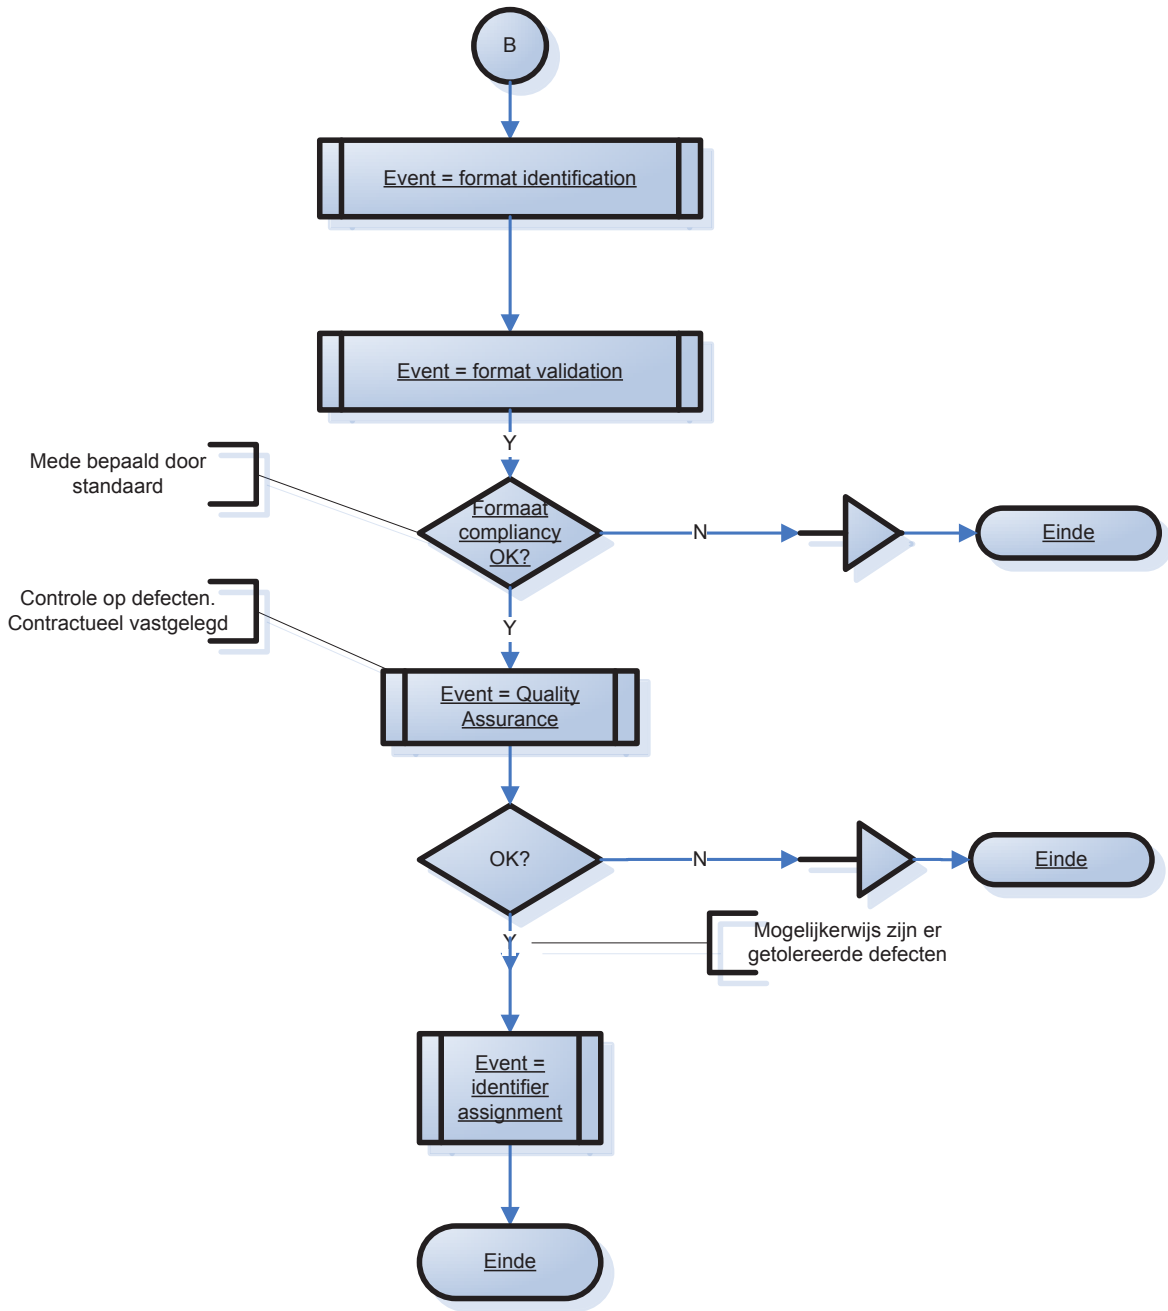 B
Event = format identification
Event = format validation
Y
Mede bepaald door
standaard
Formaat
compliancy
OK?
N
Einde
Controle op defecten.
Contractueel vastgelegd
Y
Event = Quality
Assurance
OK?
N
Einde
Y
Mogelijkerwijs zijn er
getolereerde defecten
Event =
identifier
assignment
Einde